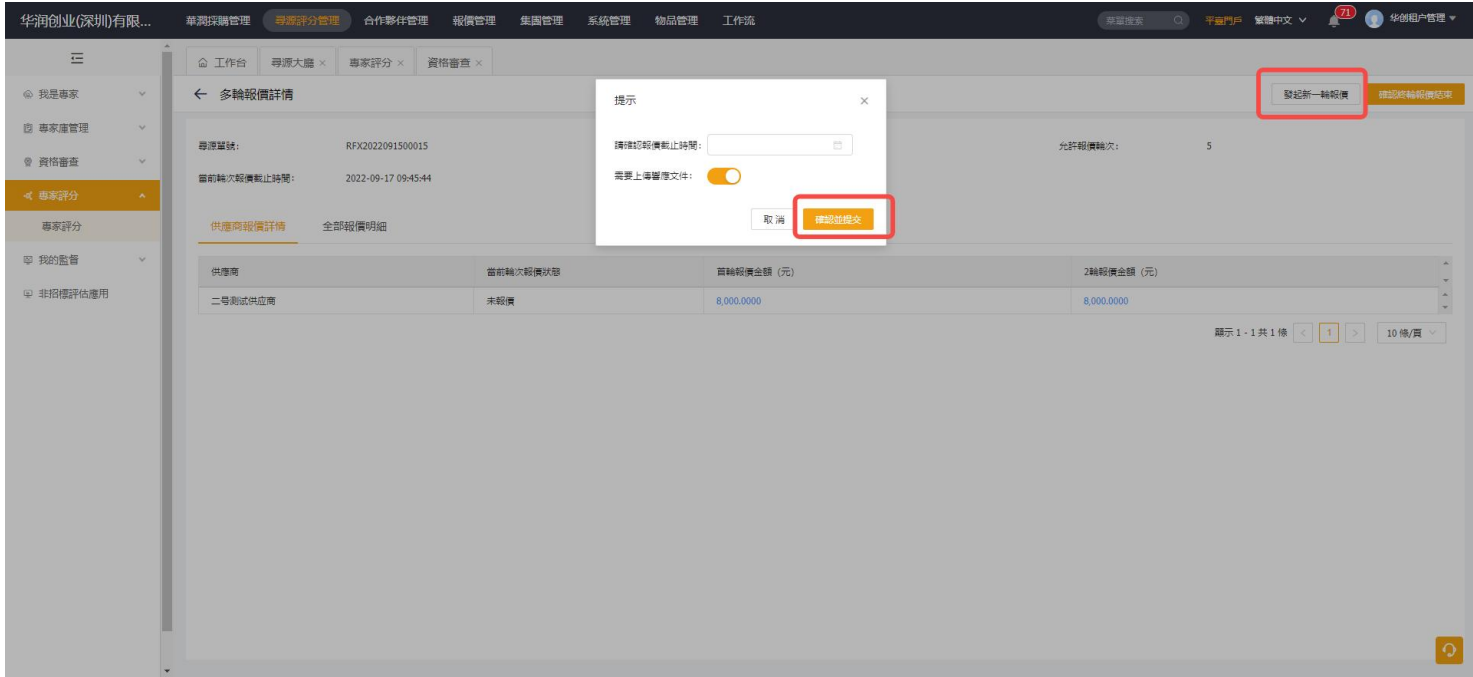 华润创业(深圳)有限...
華潤採購管理 尋源評分管理 合作夥伴管理 報價管理 集團管理 系統管理 物品管理 工作流
菜單搜索 平臺門戶 繁體中文 71 华创租户管理
工作台 尋源大廳 專家評分 資格審查
我是專家
專家庫管理
資格審查
專家評分
專家評分
我的監督
非招標評估應用
多輪報價詳情
發起新一輪報價 確認終輪報價結束
尋源單號: RFX2022091500015
允許報價輪次: 5
當前輪次報價截止時間: 2022-09-17 09:45:44
提示
請確認報價截止時間:
需要上傳響應文件:
取消 確認並提交
供應商報價詳情 全部報價明細
供應商 當前輪次報價狀態 首輪報價金額 (元) 2輪報價金額 (元)
二号测试供应商 未報價 8,000.0000 8,000.0000
顯示 1 - 1 共 1 條 < 1 > 10 條/頁